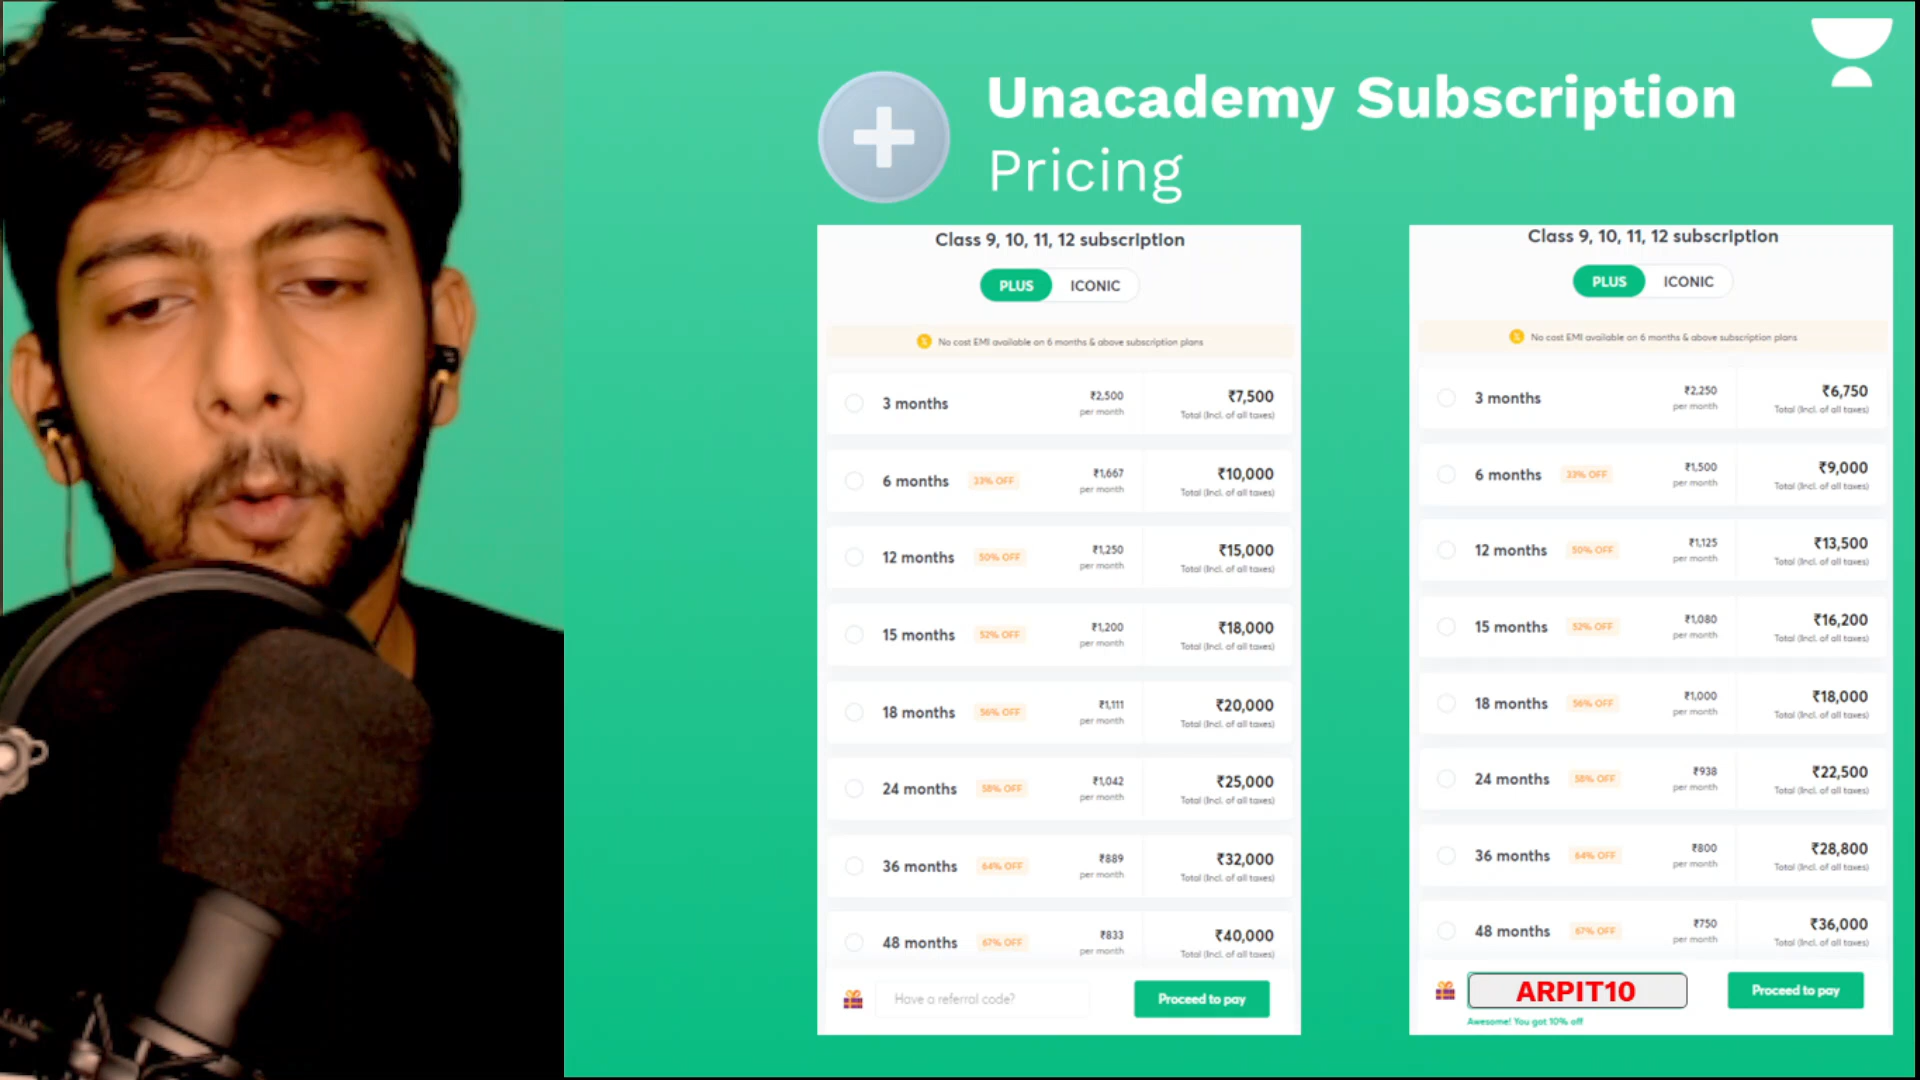 Unacademy Subscription
Pricing
Class 9, 10, 11, 12 subscription
PLUS ICONIC
No cost EMI available on 6 months & above subscription plans
3 months ₹2,500 per month ₹7,500 Total (Incl. of all taxes)
6 months 33% OFF ₹1,667 per month ₹10,000 Total (Incl. of all taxes)
12 months 50% OFF ₹1,250 per month ₹15,000 Total (Incl. of all taxes)
15 months 52% OFF ₹1,200 per month ₹18,000 Total (Incl. of all taxes)
18 months 56% OFF ₹1,111 per month ₹20,000 Total (Incl. of all taxes)
24 months 58% OFF ₹1,042 per month ₹25,000 Total (Incl. of all taxes)
36 months 64% OFF ₹889 per month ₹32,000 Total (Incl. of all taxes)
48 months 67% OFF ₹833 per month ₹40,000 Total (Incl. of all taxes)
Have a referral code? Proceed to pay
Class 9, 10, 11, 12 subscription
PLUS ICONIC
No cost EMI available on 6 months & above subscription plans
3 months ₹2,250 per month ₹6,750 Total (Incl. of all taxes)
6 months 33% OFF ₹1,500 per month ₹9,000 Total (Incl. of all taxes)
12 months 50% OFF ₹1,125 per month ₹13,500 Total (Incl. of all taxes)
15 months 52% OFF ₹1,080 per month ₹16,200 Total (Incl. of all taxes)
18 months 56% OFF ₹1,000 per month ₹18,000 Total (Incl. of all taxes)
24 months 58% OFF ₹938 per month ₹22,500 Total (Incl. of all taxes)
36 months 64% OFF ₹800 per month ₹28,800 Total (Incl. of all taxes)
48 months 67% OFF ₹750 per month ₹36,000 Total (Incl. of all taxes)
ARPIT10 Proceed to pay
Awesome! You got 10% off